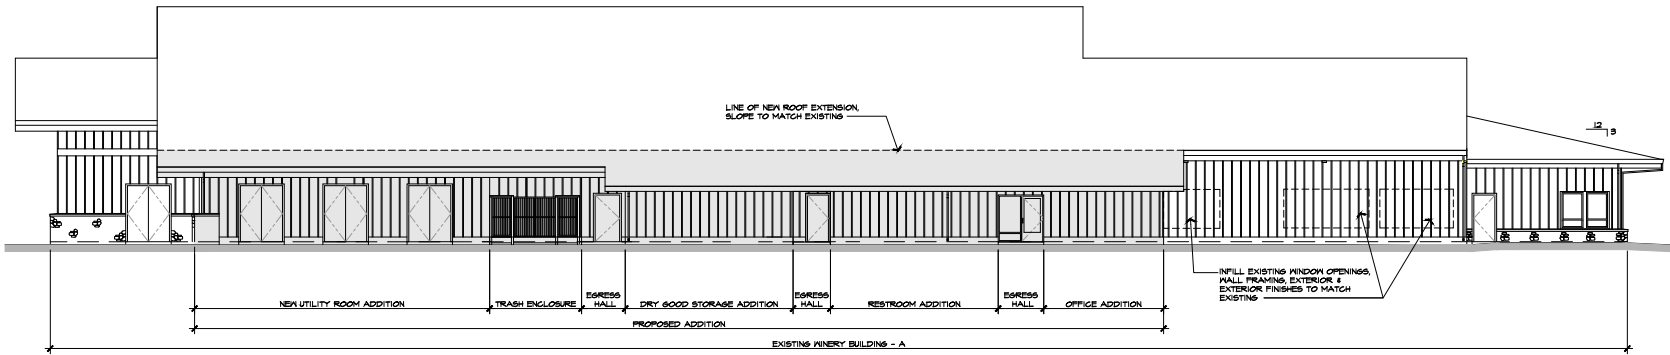 LINE OF NEW ROOF EXTENSION,
SLOPE TO MATCH EXISTING
12
3
INFILL EXISTING WINDOW OPENINGS,
WALL FRAMING, EXTERIOR &
EXTERIOR FINISHES TO MATCH
EXISTING
NEW UTILITY ROOM ADDITION
TRASH ENCLOSURE
EGRESS
HALL
DRY GOOD STORAGE ADDITION
EGRESS
HALL
RESTROOM ADDITION
EGRESS
HALL
OFFICE ADDITION
PROPOSED ADDITION
EXISTING WINERY BUILDING - A